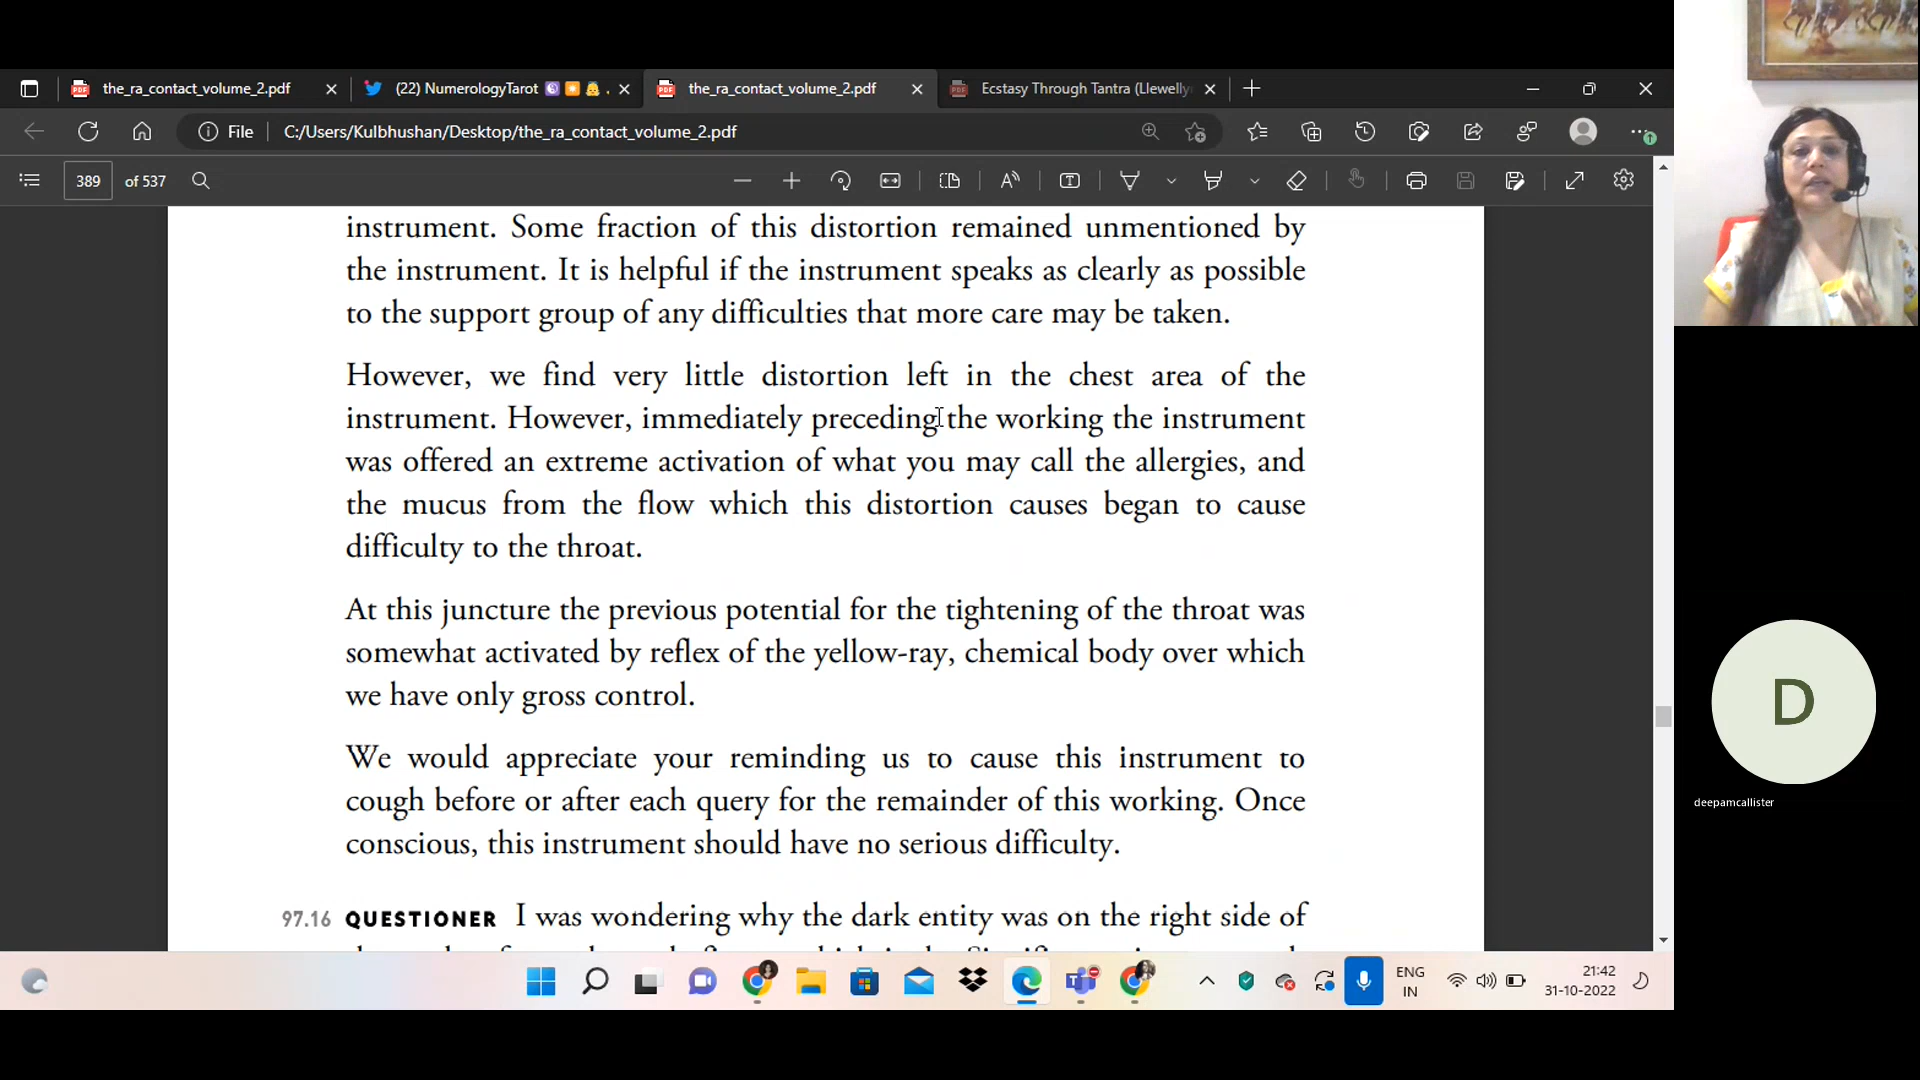 the_ra_contact_volume_2.pdf
(22) NumerologyTarot
the_ra_contact_volume_2.pdf
Ecstasy Through Tantra (Llewelly
File
C:/Users/Kulbhushan/Desktop/the_ra_contact_volume_2.pdf
389 of 537
instrument. Some fraction of this distortion remained unmentioned by
the instrument. It is helpful if the instrument speaks as clearly as possible
to the support group of any difficulties that more care may be taken.
However, we find very little distortion left in the chest area of the
instrument. However, immediately preceding the working the instrument
was offered an extreme activation of what you may call the allergies, and
the mucus from the flow which this distortion causes began to cause
difficulty to the throat.
At this juncture the previous potential for the tightening of the throat was
somewhat activated by reflex of the yellow-ray, chemical body over which
we have only gross control.
We would appreciate your reminding us to cause this instrument to
cough before or after each query for the remainder of this working. Once
conscious, this instrument should have no serious difficulty.
97.16 QUESTIONER I was wondering why the dark entity was on the right side of
D
deepamcallister
ENG
IN
21:42
31-10-2022